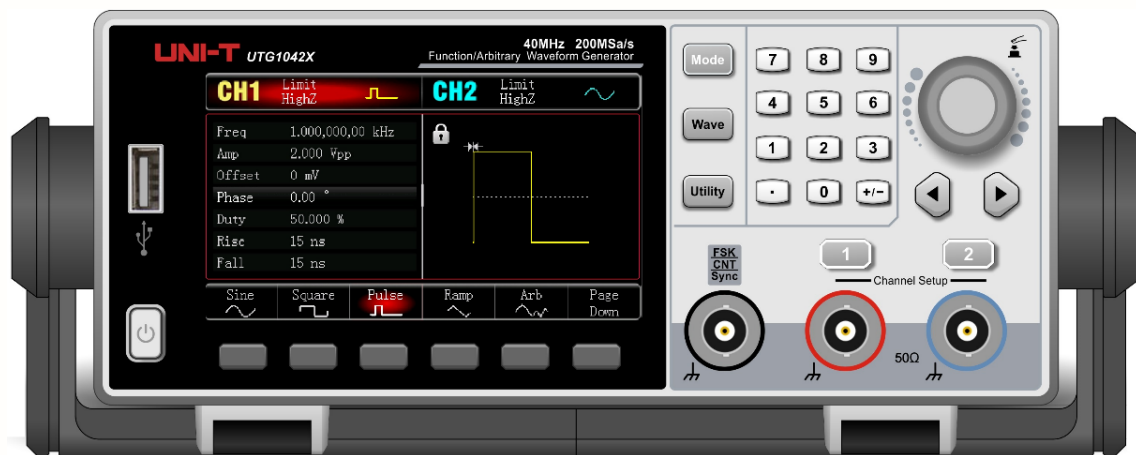 UNI-T UTG1042X
40MHz 200MSa/s
Function/Arbitrary Waveform Generator
CH1 Limit HighZ
CH2 Limit HighZ
Freq 1.000,000,00 kHz
Amp 2.000 Vpp
Offset 0 mV
Phase 0.00 °
Duty 50.000 %
Rise 15 ns
Fall 15 ns
Sine
Square
Pulse
Ramp
Arb
Page Down
Mode
Wave
Utility
7 8 9
4 5 6
1 2 3
. 0 +/−
FSK
CNT
Sync
1 2
Channel Setup
50Ω